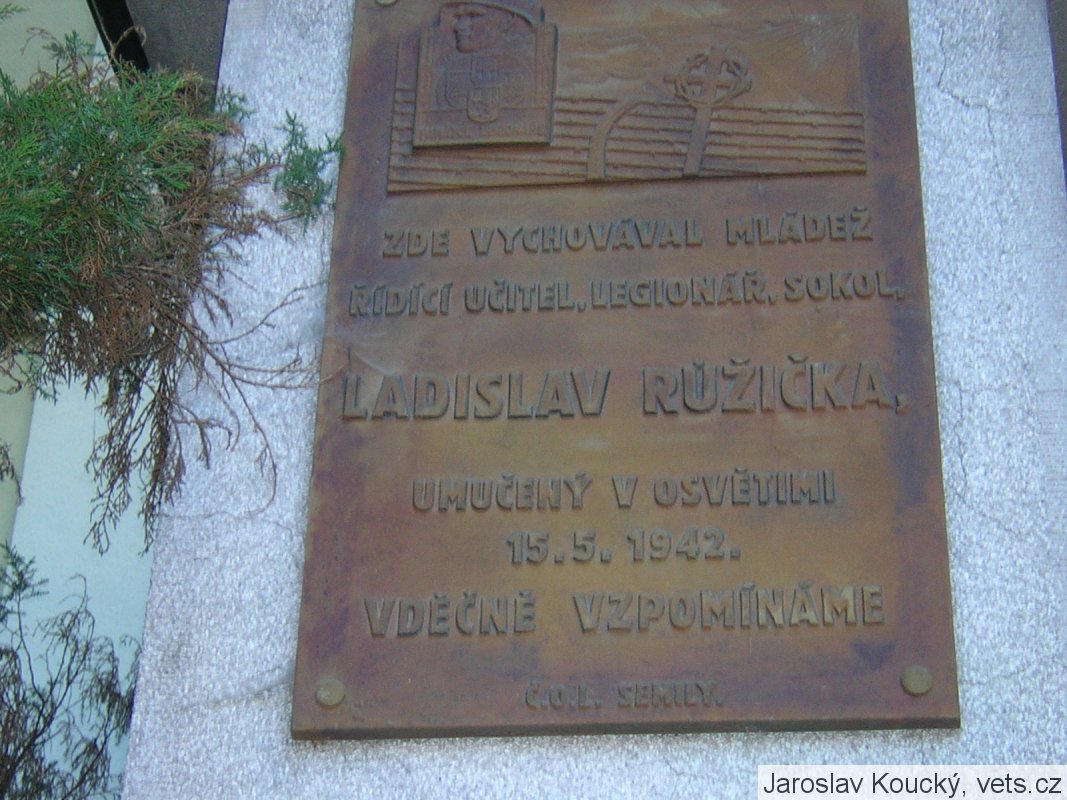 ZDE VYCHOVÁVAL MLÁDEŽ
ŘÍDÍCÍ UČITEL, LEGIONÁŘ, SOKOL,
LADISLAV RŮŽIČKA,
UMUČENÝ V OSVĚTIMI
15. 5. 1942.
VDĚČNĚ VZPOMÍNÁME
Č.O.L. SEMILY.
Jaroslav Koucký, vets.cz